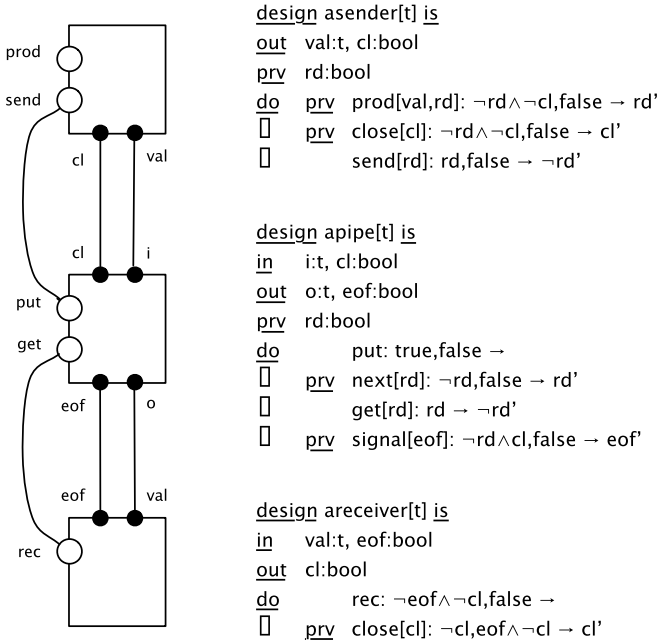 prod
send
cl
val
cl
i
put
get
eof
o
eof
val
rec
design asender[t] is
out val:t, cl:bool
prv rd:bool
do prv prod[val,rd]: ¬rd∧¬cl,false → rd’
▯ prv close[cl]: ¬rd∧¬cl,false → cl’
▯ send[rd]: rd,false → ¬rd’
design apipe[t] is
in i:t, cl:bool
out o:t, eof:bool
prv rd:bool
do put: true,false →
▯ prv next[rd]: ¬rd,false → rd’
▯ get[rd]: rd → ¬rd’
▯ prv signal[eof]: ¬rd∧cl,false → eof’
design areceiver[t] is
in val:t, eof:bool
out cl:bool
do rec: ¬eof∧¬cl,false →
▯ prv close[cl]: ¬cl,eof∧¬cl → cl’